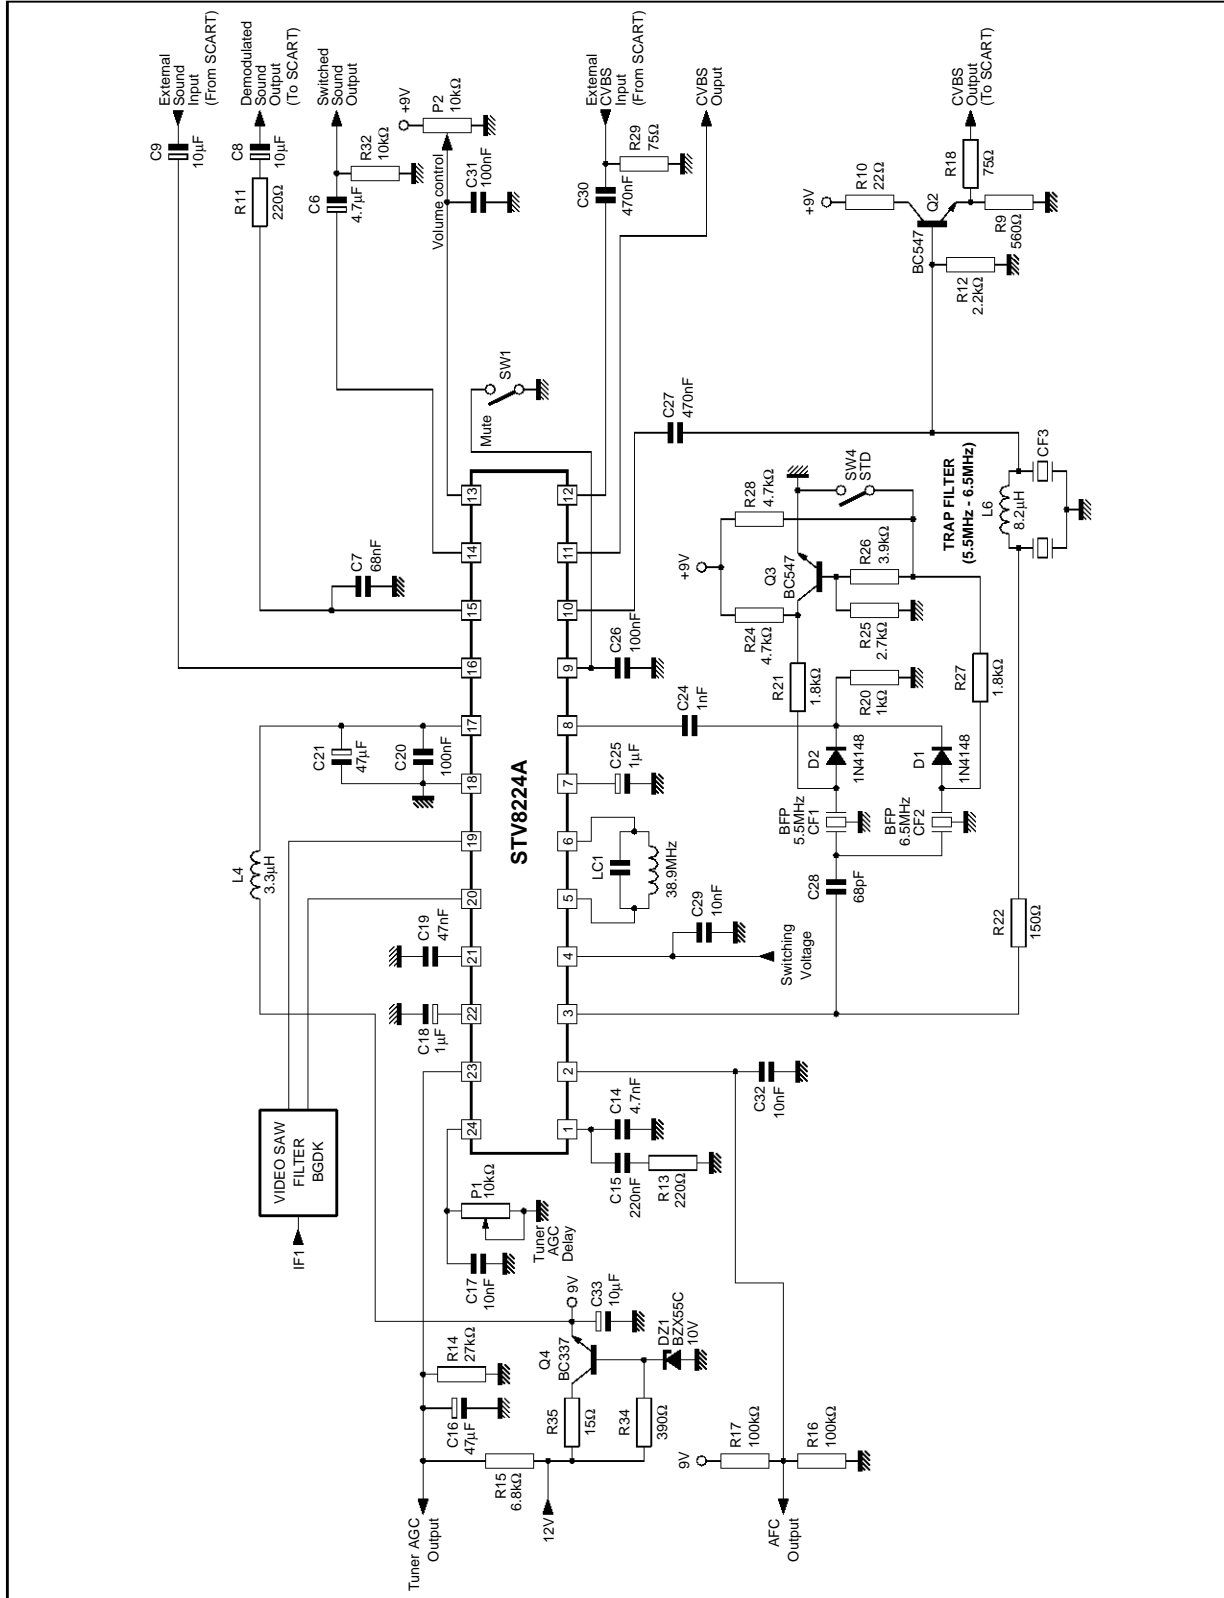 External
Sound
Input
(From SCART)
C9
10µF
Demodulated
Sound
Output
(To SCART)
C8
10µF
R11
220Ω
Switched
Sound
Output
C6
4.7µF
R32
10kΩ
+9V
P2
10kΩ
Volume control
C31
100nF
External
CVBS
Input
(From SCART)
C30
470nF
R29
75Ω
CVBS
Ouput
CVBS
Output
(To SCART)
R18
75Ω
+9V
R10
22Ω
Q2
BC547
R9
560Ω
R12
2.2kΩ
Mute
SW1
C27
470nF
C7
68nF
C26
100nF
13
14
15
16
17
18
19
20
21
22
23
24
12
11
10
9
8
7
6
5
4
3
2
1
STV8224A
L4
3.3µH
C21
47µF
C20
100nF
C19
47nF
C18
1µF
C24
1nF
C25
1µF
LC1
38.9MHz
C29
10nF
Switching
Voltage
+9V
R28
4.7kΩ
SW4
STD
Q3
BC547
R24
4.7kΩ
R26
3.9kΩ
R25
2.7kΩ
R21
1.8kΩ
R20
1kΩ
R27
1.8kΩ
D2
1N4148
D1
1N4148
BFP
5.5MHz
CF1
BFP
6.5MHz
CF2
C28
68pF
TRAP FILTER
(5.5MHz - 6.5MHz)
L6
8.2µH
CF3
R22
150Ω
VIDEO SAW
FILTER
BGDK
IF1
C14
4.7nF
C15
220nF
R13
220Ω
C32
10nF
P1
10kΩ
Tuner
AGC
Delay
C17
10nF
9V
C33
10µF
Q4
BC337
DZ1
BZX55C
10V
R14
27kΩ
C16
47µF
R35
15Ω
R34
390Ω
R15
6.8kΩ
12V
Tuner AGC
Output
9V
R17
100kΩ
R16
100kΩ
AFC
Output